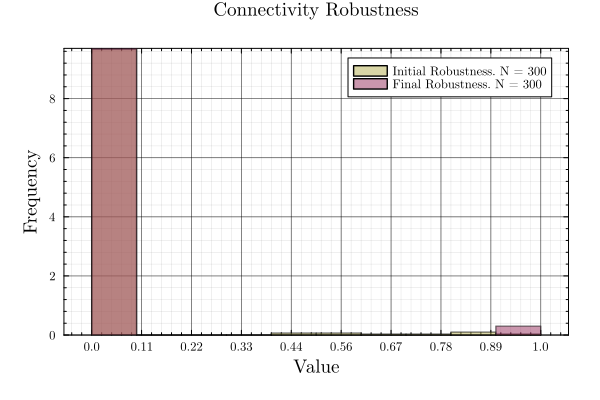 Connectivity Robustness
Initial Robustness. N = 300
Final Robustness. N = 300
Frequency
8
6
4
2
0
0.0 0.11 0.22 0.33 0.44 0.56 0.67 0.78 0.89 1.0
Value